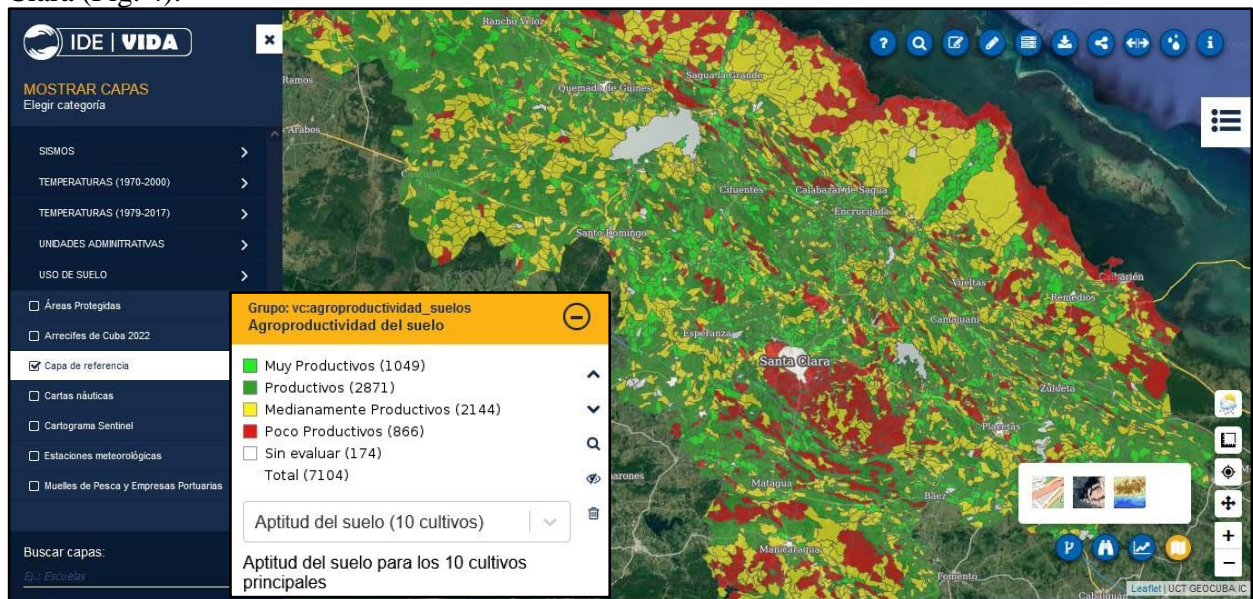 Clara (Fig. 4).
IDE | VIDA
MOSTRAR CAPAS
Elegir categoría
SISMOS
TEMPERATURAS (1970-2000)
TEMPERATURAS (1979-2017)
UNIDADES ADMINITRATIVAS
USO DE SUELO
Áreas Protegidas
Arrecifes de Cuba 2022
Capa de referencia
Cartas náuticas
Cartograma Sentinel
Estaciones meteorológicas
Muelles de Pesca y Empresas Portuarias
Buscar capas:
Ej.: Escuelas
Grupo: vc:agroproductividad_suelos
Agroproductividad del suelo
Muy Productivos (1049)
Productivos (2871)
Medianamente Productivos (2144)
Poco Productivos (866)
Sin evaluar (174)
Total (7104)
Aptitud del suelo (10 cultivos)
Aptitud del suelo para los 10 cultivos
principales
Rancho Veloz
Ramos
Quemado de Güines
Sagua la Grande
Arabos
Cascajal
Cifuentes
Calabazar de Sagua
Encrucijada
Santo Domingo
Vueltas
Caibarién
Remedios
Camajuaní
Esperanza
Santa Clara
Zulueta
Placetas
Matagua
Báez
Manicaragua
Fomento
Cabaiguán
Leaflet | UCT GEOCUBA IC